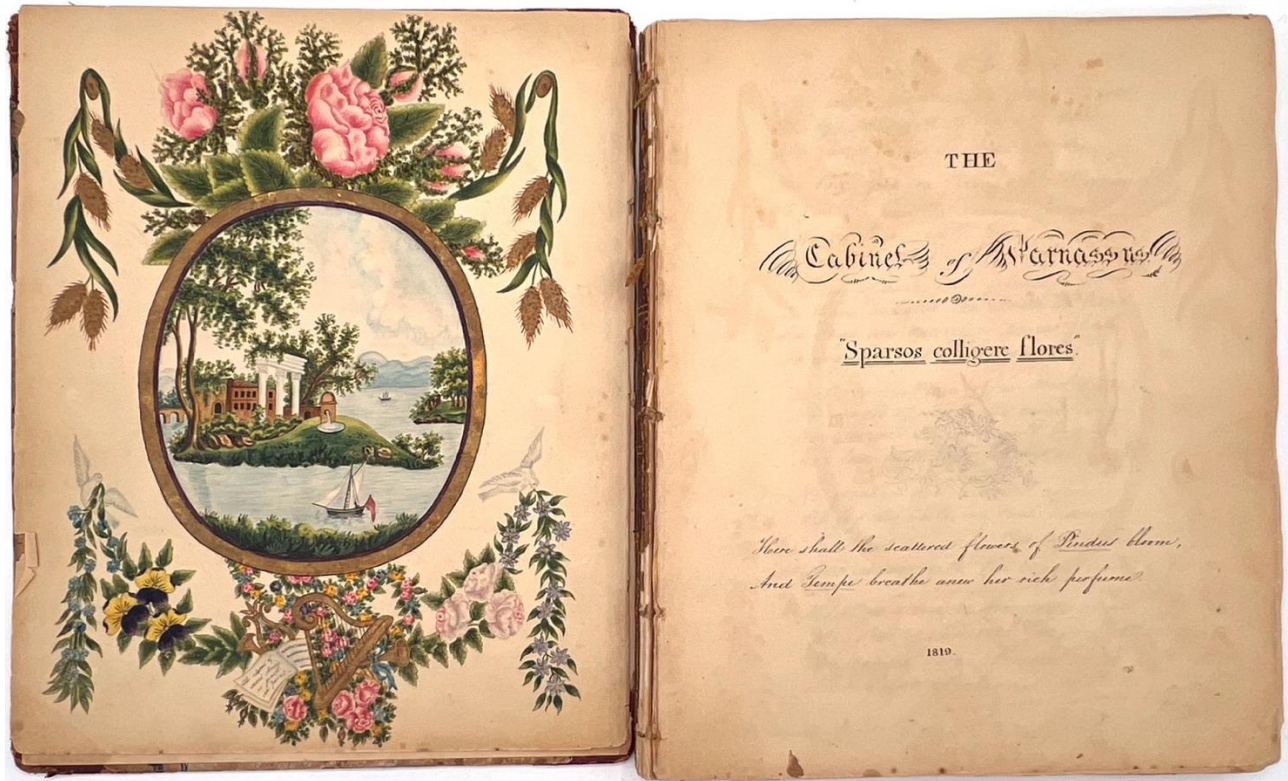 THE
Cabinet of Parnassus.
"Sparsos colligere flores".
Here shall the scattered flowers of Pindus bloom,
And Tempe breathe anew her rich perfume.
1819.